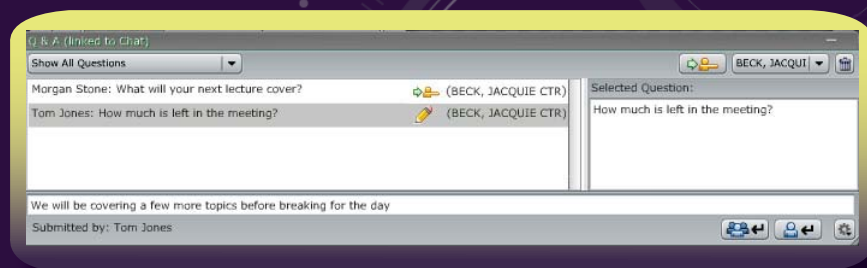 Q & A (linked to Chat)
Show All Questions
BECK, JACQUI
Morgan Stone: What will your next lecture cover? (BECK, JACQUIE CTR)
Selected Question:
Tom Jones: How much is left in the meeting? (BECK, JACQUIE CTR)
How much is left in the meeting?
We will be covering a few more topics before breaking for the day
Submitted by: Tom Jones